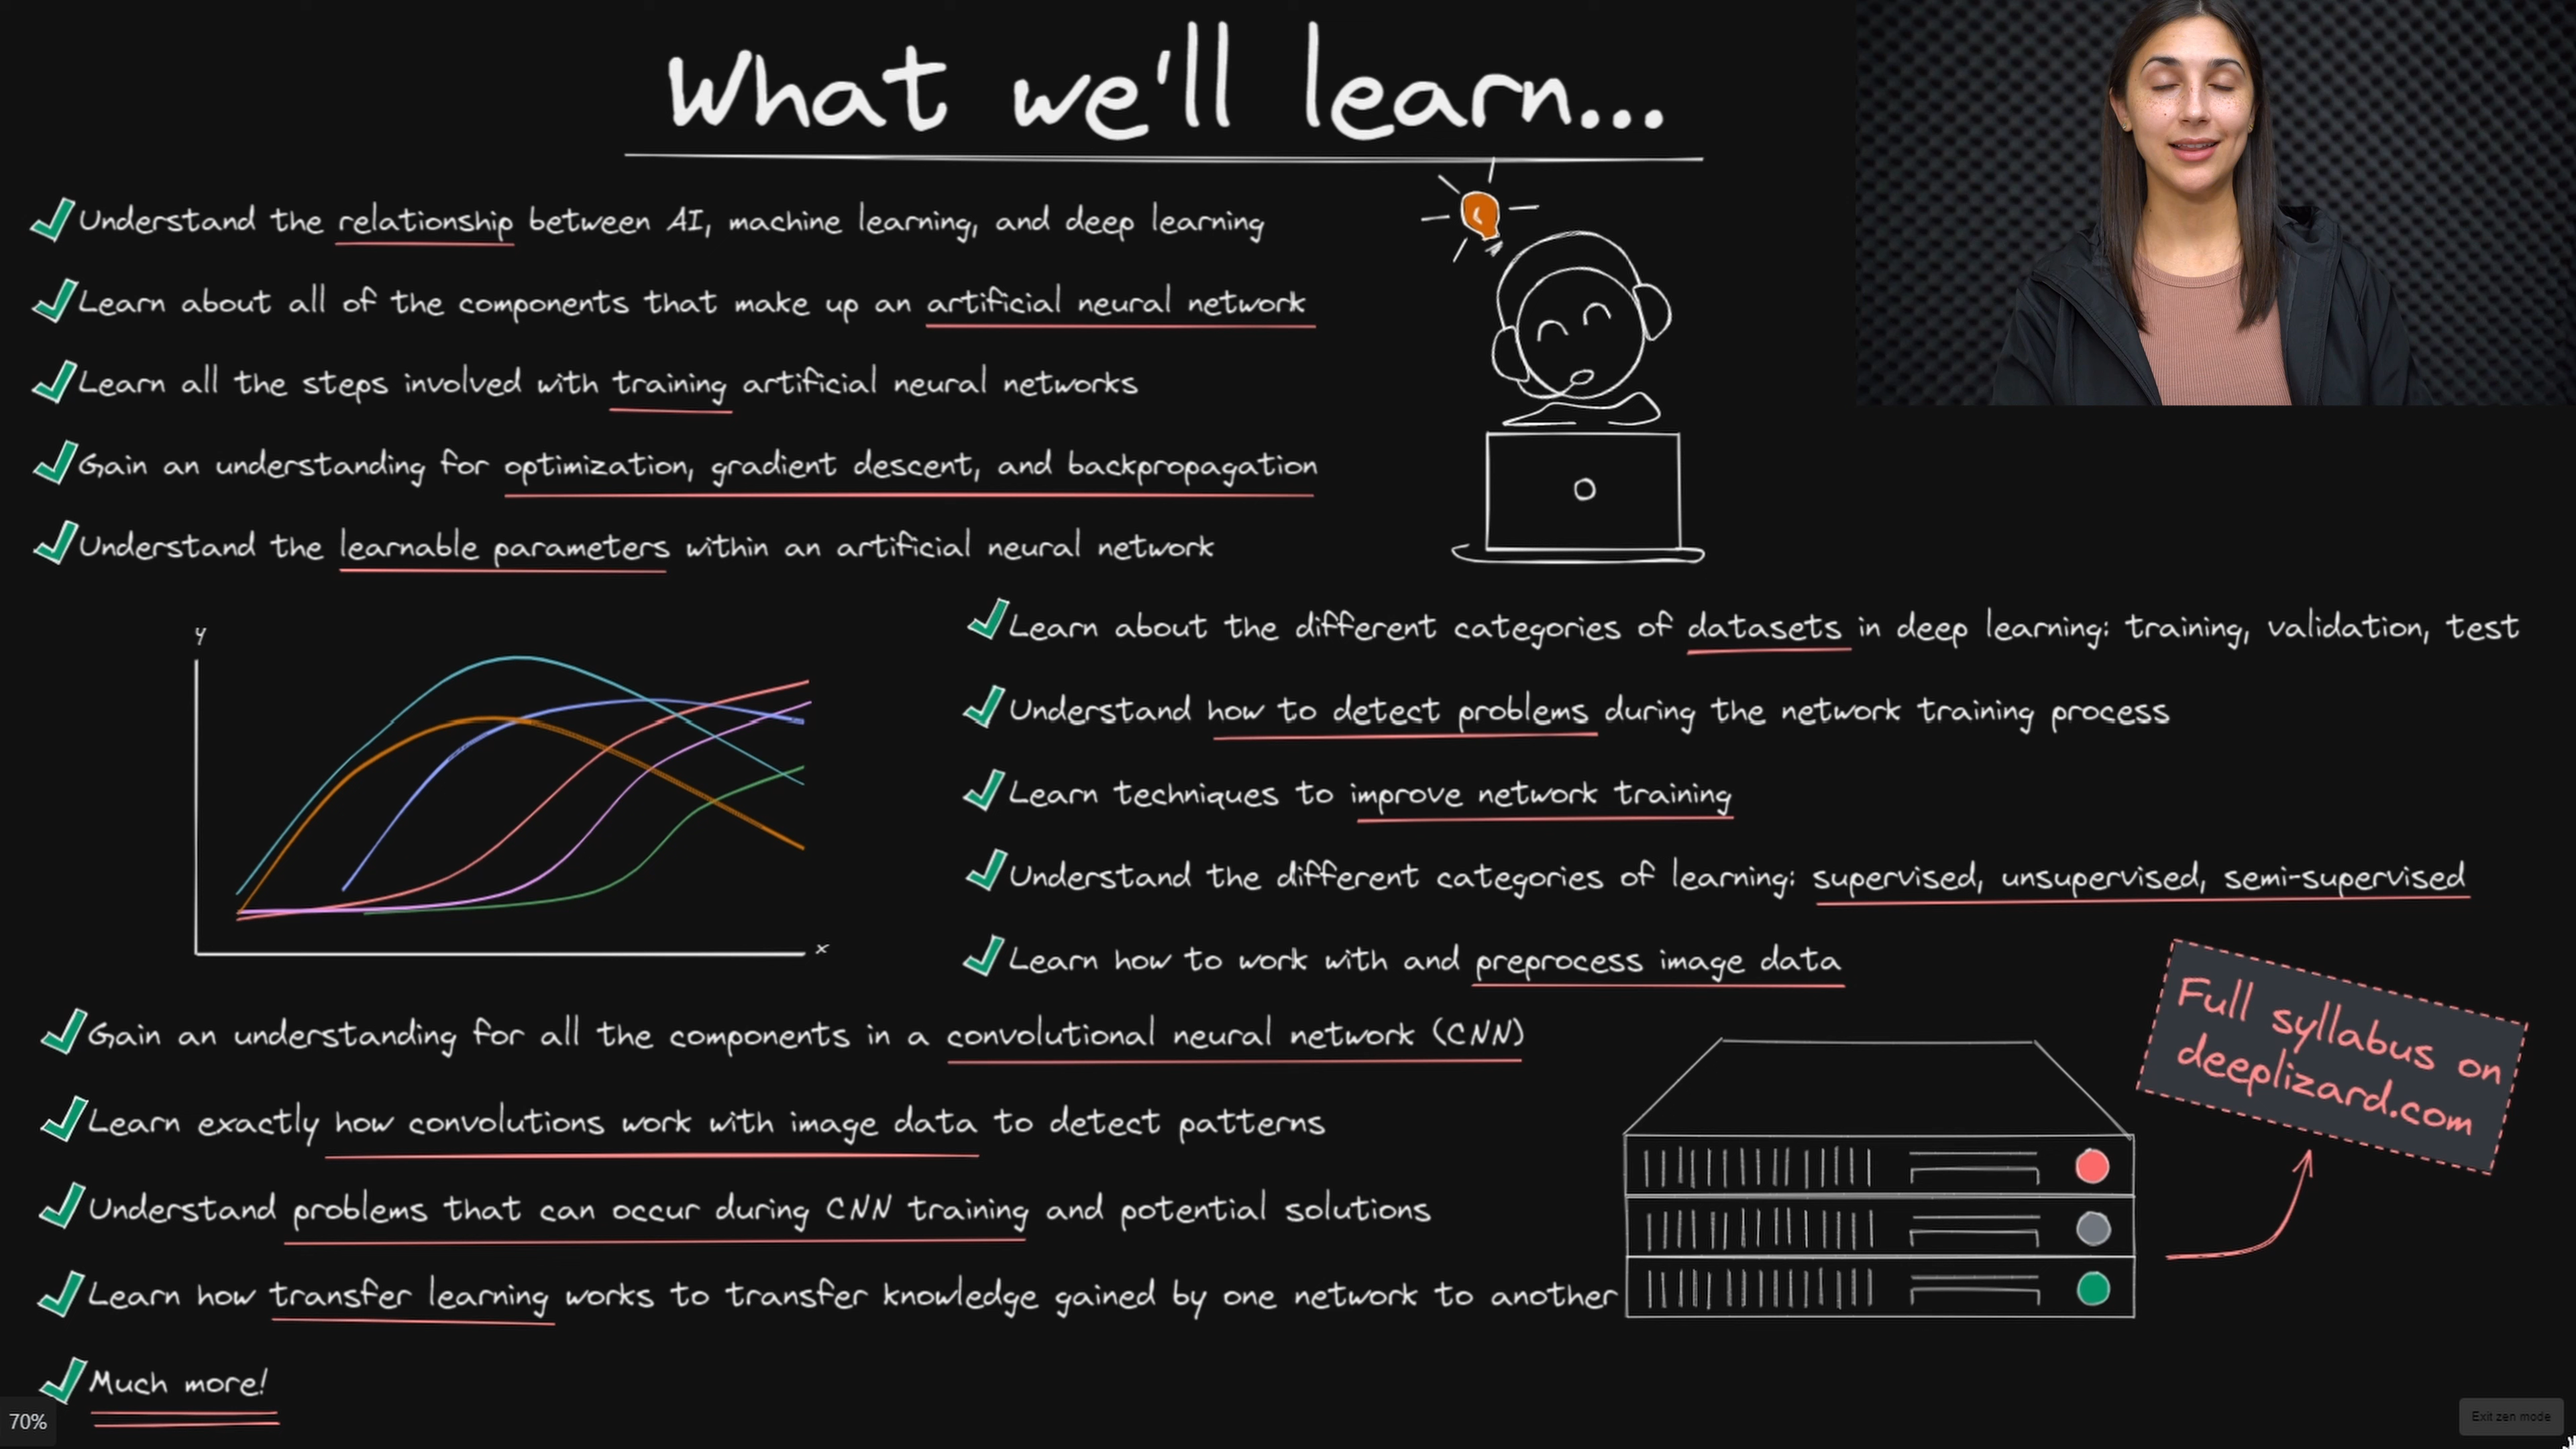 What we'll learn...
Understand the relationship between AI, machine learning, and deep learning
Learn about all of the components that make up an artificial neural network
Learn all the steps involved with training artificial neural networks
Gain an understanding for optimization, gradient descent, and backpropagation
Understand the learnable parameters within an artificial neural network
y
x
Learn about the different categories of datasets in deep learning: training, validation, test
Understand how to detect problems during the network training process
Learn techniques to improve network training
Understand the different categories of learning: supervised, unsupervised, semi-supervised
Learn how to work with and preprocess image data
Gain an understanding for all the components in a convolutional neural network (CNN)
Learn exactly how convolutions work with image data to detect patterns
Understand problems that can occur during CNN training and potential solutions
Learn how transfer learning works to transfer knowledge gained by one network to another
Much more!
Full syllabus on
deeplizard.com
70%
Exit zen mode